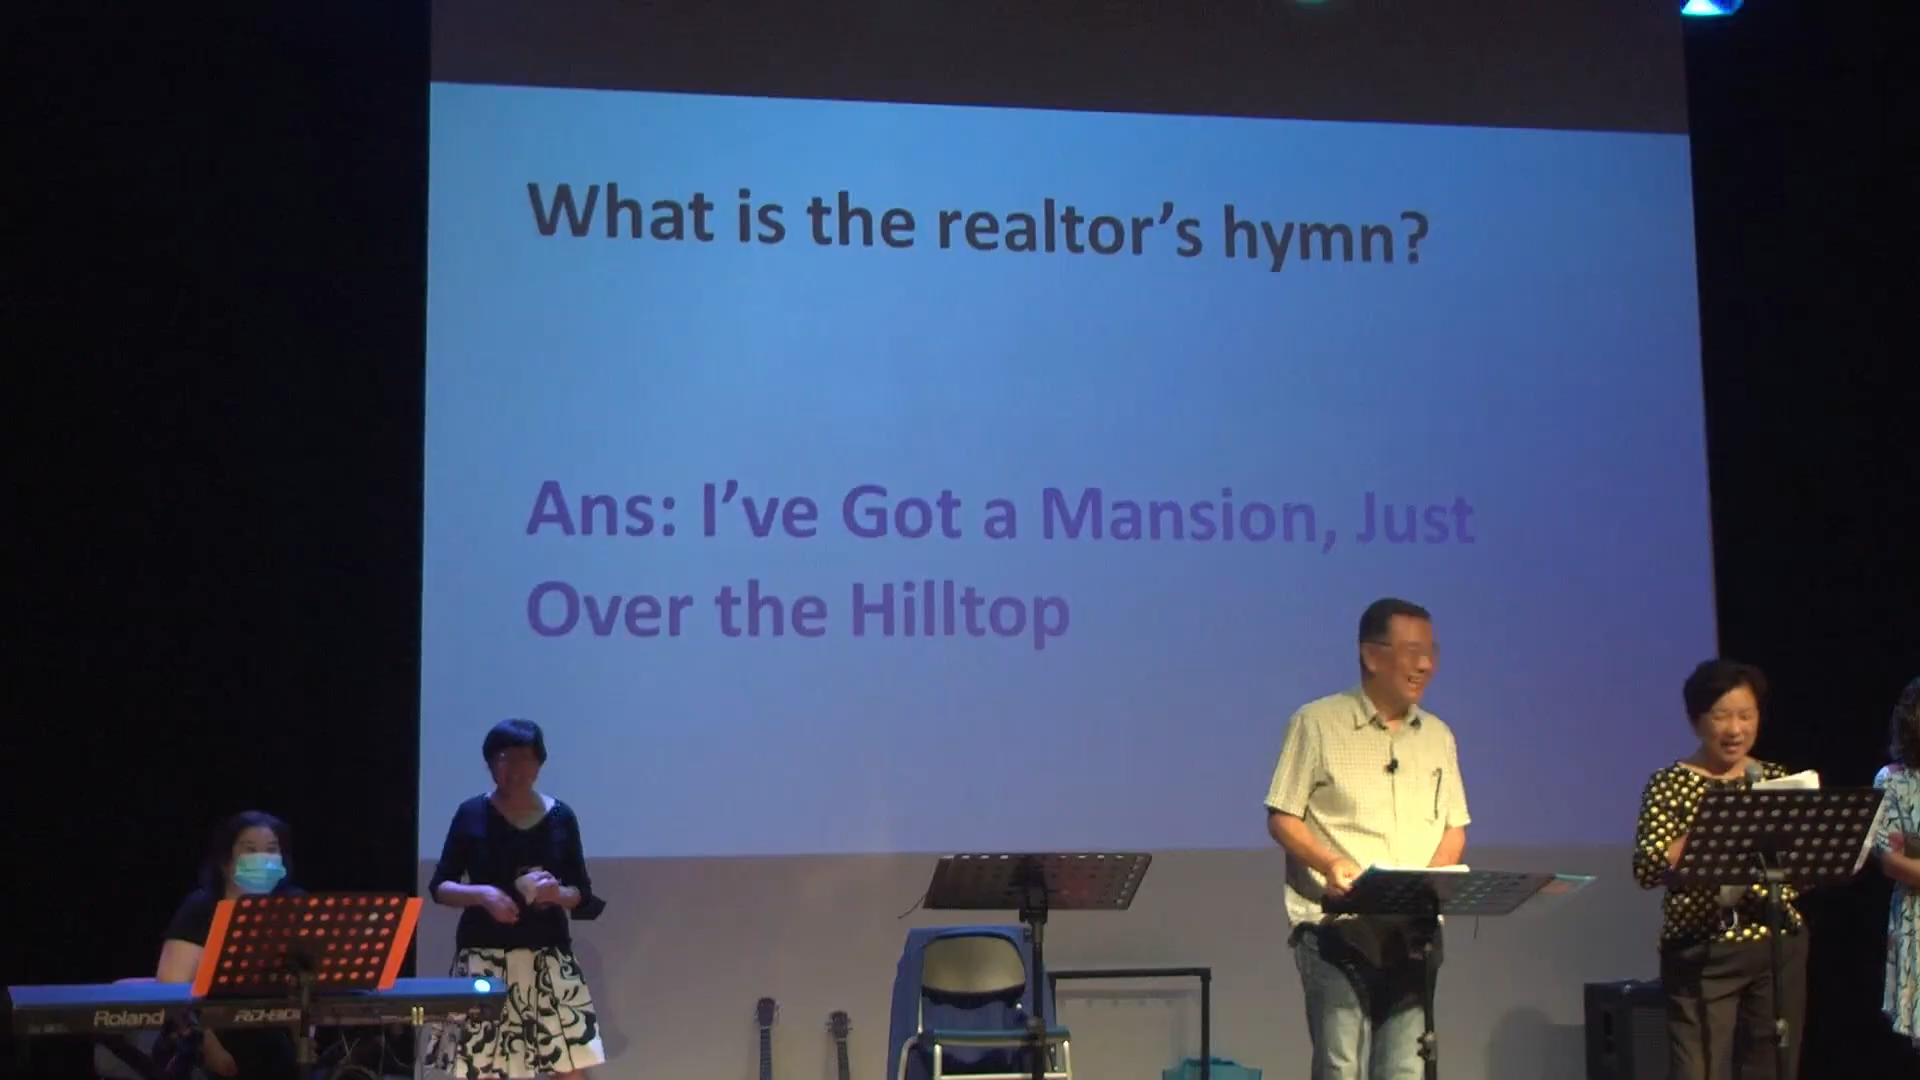 What is the realtor's hymn?
Ans: I've Got a Mansion, Just
Over the Hilltop
Roland